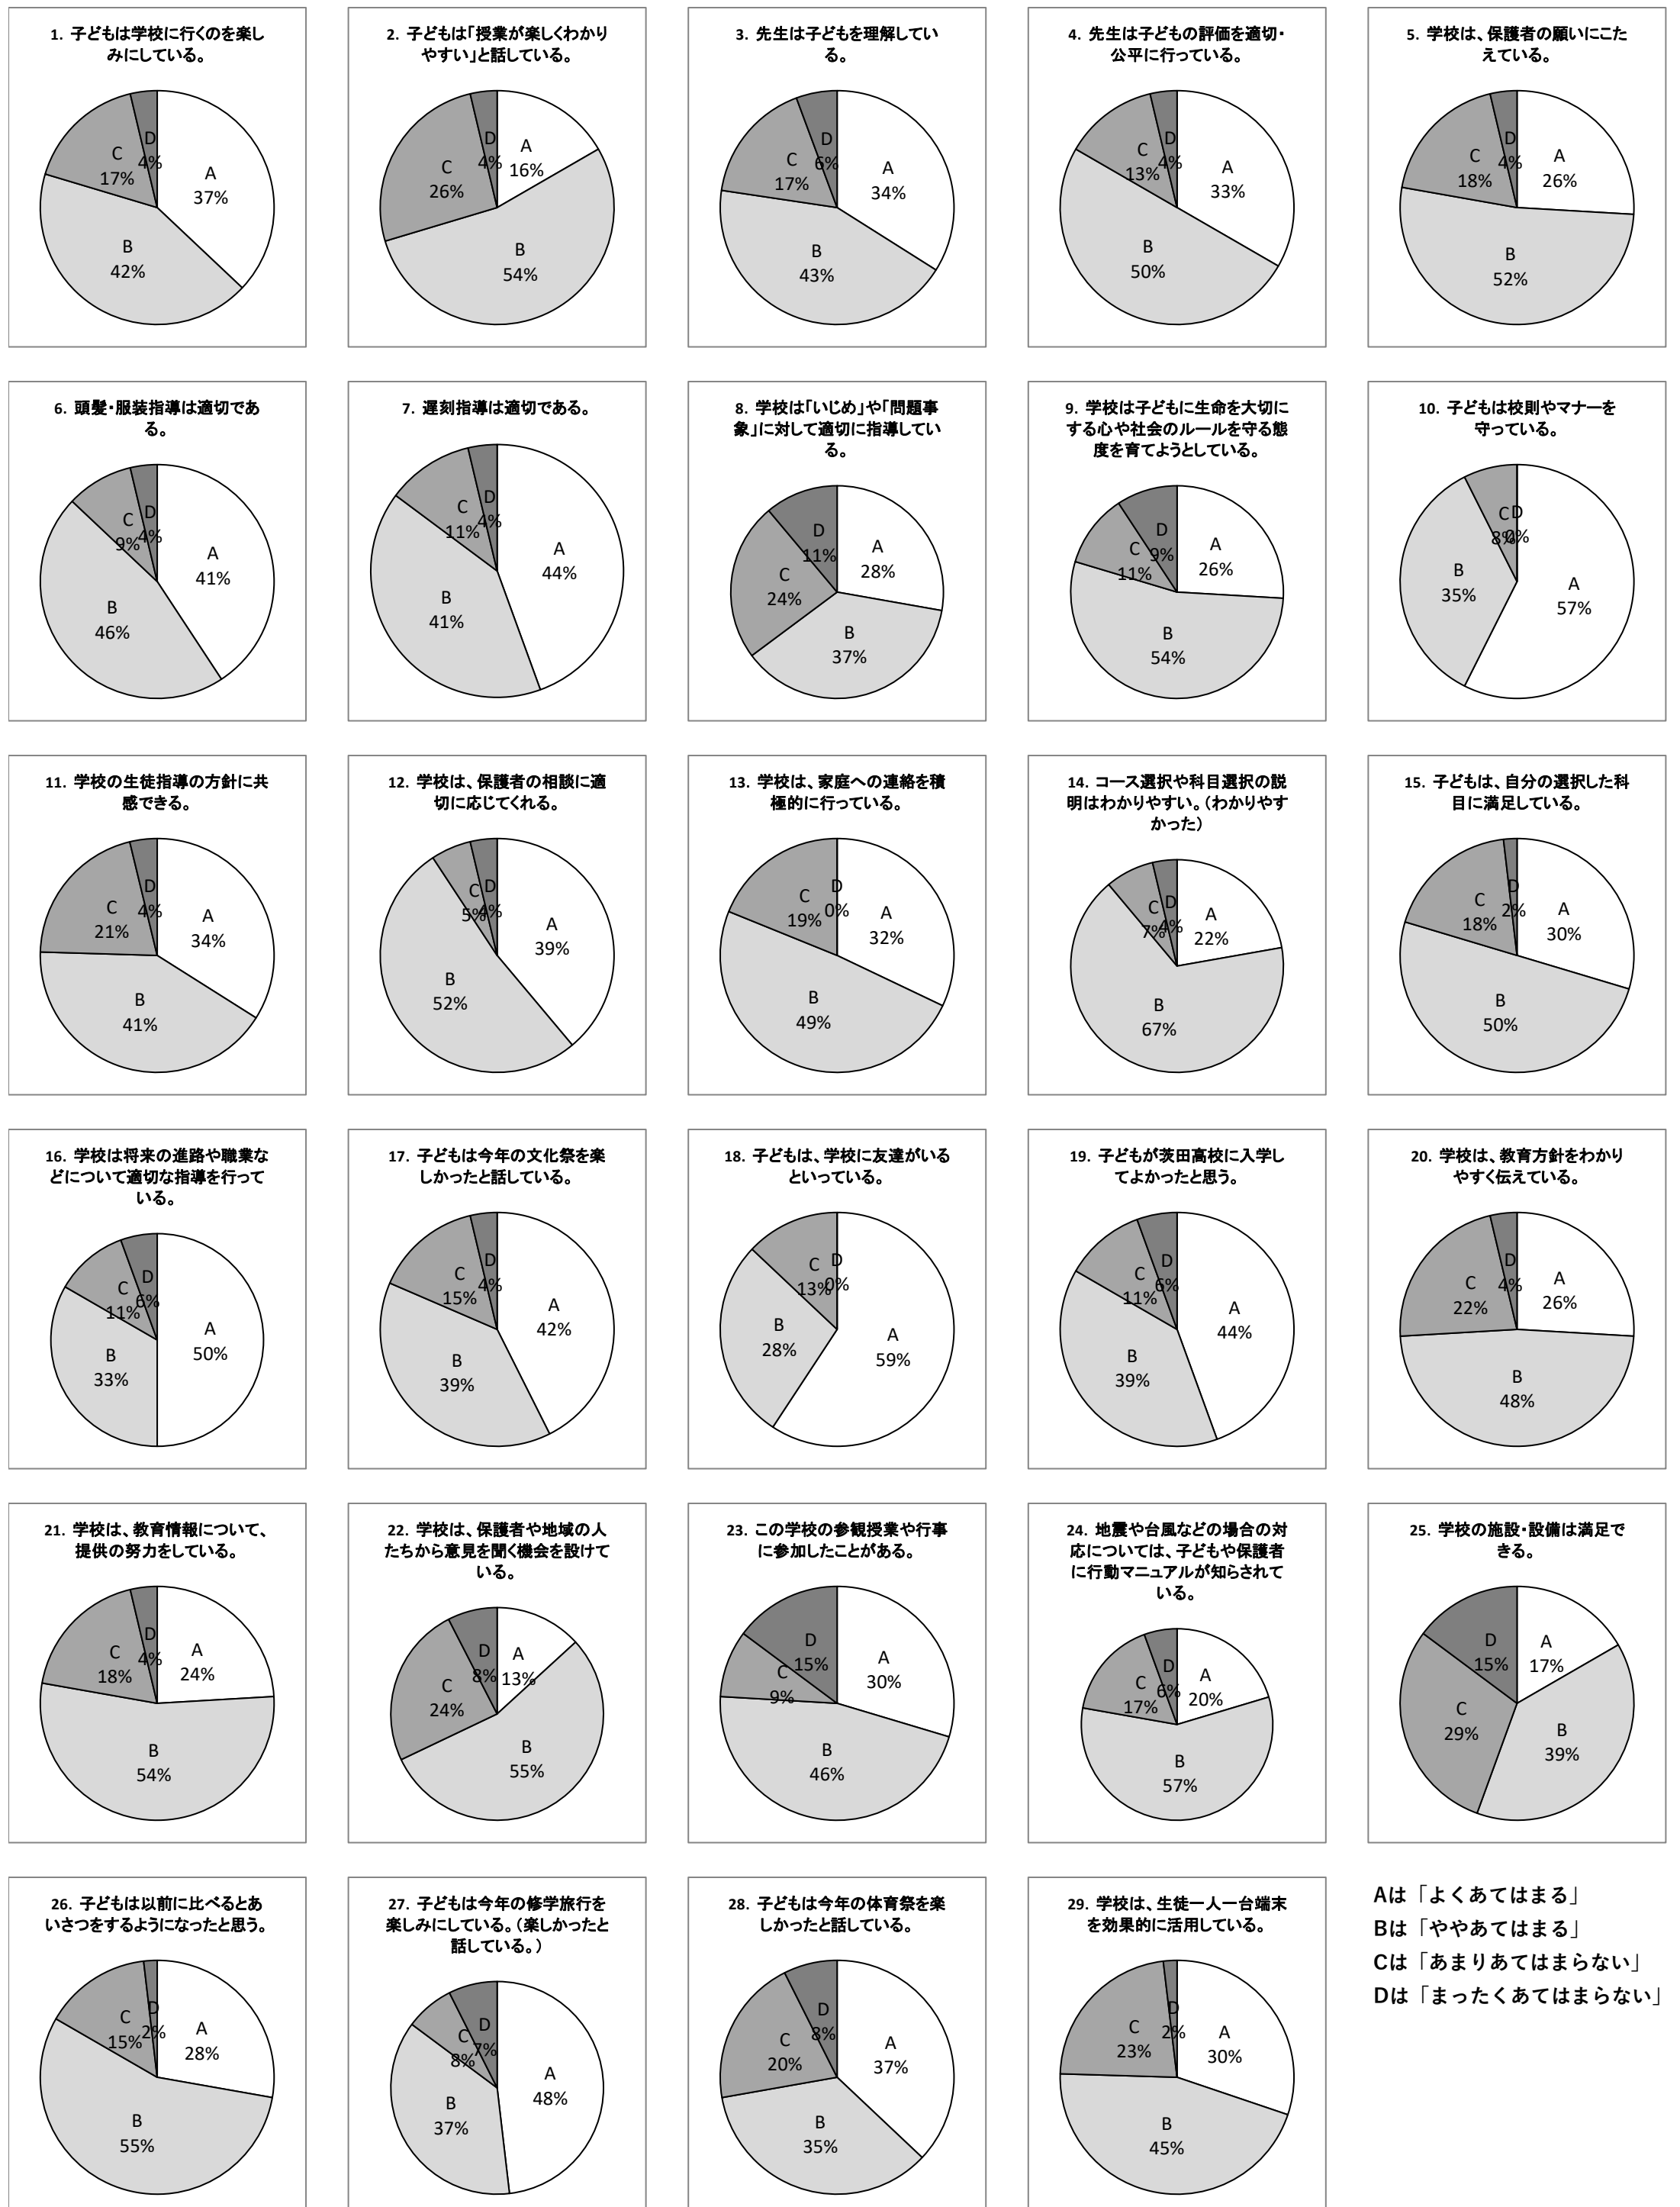 1. 子どもは学校に行くのを楽し
みにしている。
A
37%
B
42%
C
17%
D
4%
2. 子どもは「授業が楽しくわかり
やすい」と話している。
A
16%
B
54%
C
26%
D
4%
3. 先生は子どもを理解してい
る。
A
34%
B
43%
C
17%
D
6%
4. 先生は子どもの評価を適切・
公平に行っている。
A
33%
B
50%
C
13%
D
4%
5. 学校は、保護者の願いにこた
えている。
A
26%
B
52%
C
18%
D
4%
6. 頭髪・服装指導は適切であ
る。
A
41%
B
46%
C
9%
D
4%
7. 遅刻指導は適切である。
A
44%
B
41%
C
11%
D
4%
8. 学校は「いじめ」や「問題事
象」に対して適切に指導してい
る。
A
28%
B
37%
C
24%
D
11%
9. 学校は子どもに生命を大切に
する心や社会のルールを守る態
度を育てようとしている。
A
26%
B
54%
C
11%
D
9%
10. 子どもは校則やマナーを
守っている。
A
57%
B
35%
C
8%
D
0%
11. 学校の生徒指導の方針に共
感できる。
A
34%
B
41%
C
21%
D
4%
12. 学校は、保護者の相談に適
切に応じてくれる。
A
39%
B
52%
C
5%
D
4%
13. 学校は、家庭への連絡を積
極的に行っている。
A
32%
B
49%
C
19%
D
0%
14. コース選択や科目選択の説
明はわかりやすい。(わかりやす
かった)
A
22%
B
67%
C
7%
D
4%
15. 子どもは、自分の選択した科
目に満足している。
A
30%
B
50%
C
18%
D
2%
16. 学校は将来の進路や職業な
どについて適切な指導を行って
いる。
A
50%
B
33%
C
11%
D
6%
17. 子どもは今年の文化祭を楽
しかったと話している。
A
42%
B
39%
C
15%
D
4%
18. 子どもは、学校に友達がいる
といっている。
A
59%
B
28%
C
13%
D
0%
19. 子どもが茨田高校に入学し
てよかったと思う。
A
44%
B
39%
C
11%
D
6%
20. 学校は、教育方針をわかり
やすく伝えている。
A
26%
B
48%
C
22%
D
4%
21. 学校は、教育情報について、
提供の努力をしている。
A
24%
B
54%
C
18%
D
4%
22. 学校は、保護者や地域の人
たちから意見を聞く機会を設けて
いる。
A
13%
B
55%
C
24%
D
8%
23. この学校の参観授業や行事
に参加したことがある。
A
30%
B
46%
C
9%
D
15%
24. 地震や台風などの場合の対
応については、子どもや保護者
に行動マニュアルが知らされて
いる。
A
20%
B
57%
C
17%
D
6%
25. 学校の施設・設備は満足で
きる。
A
17%
B
39%
C
29%
D
15%
26. 子どもは以前に比べるとあ
いさつをするようになったと思う。
A
28%
B
55%
C
15%
D
2%
27. 子どもは今年の修学旅行を
楽しみにしている。(楽しかったと
話している。)
A
48%
B
37%
C
8%
D
7%
28. 子どもは今年の体育祭を楽
しかったと話している。
A
37%
B
35%
C
20%
D
8%
29. 学校は、生徒一人一台端末
を効果的に活用している。
A
30%
B
45%
C
23%
D
2%
Aは「よくあてはまる」
Bは「ややあてはまる」
Cは「あまりあてはまらない」
Dは「まったくあてはまらない」